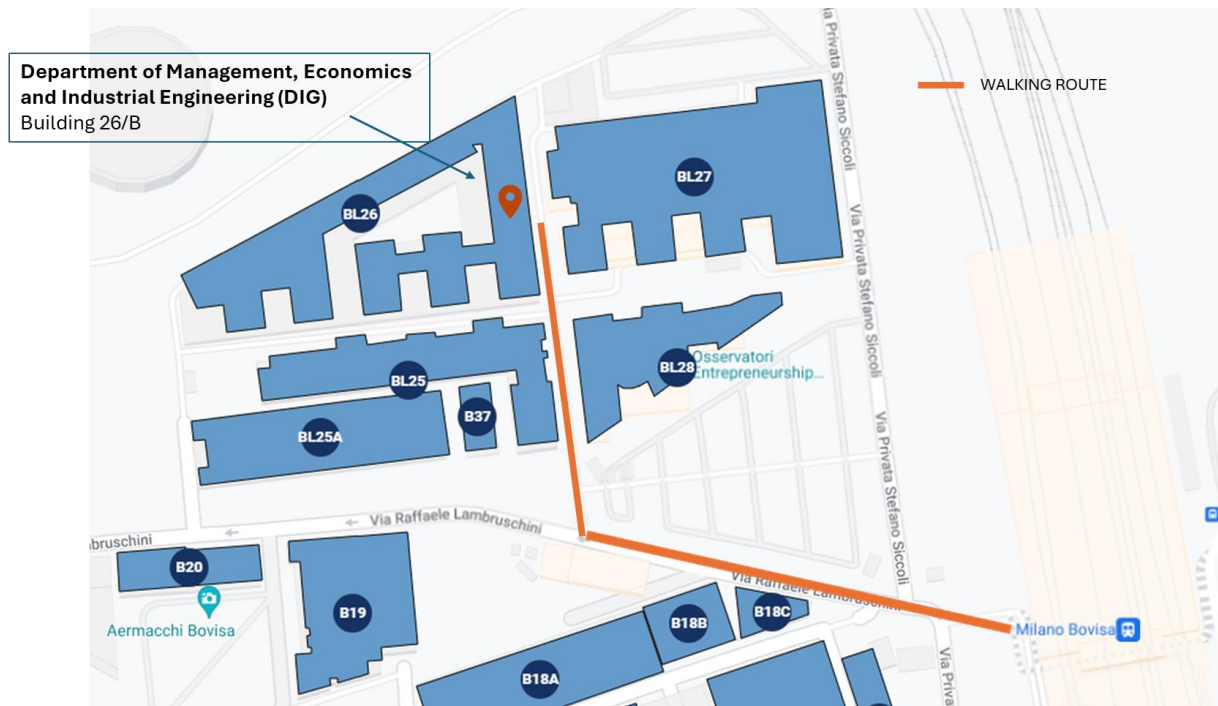 Department of Management, Economics
and Industrial Engineering (DIG)
Building 26/B
WALKING ROUTE
Via Privata Stefano Siccoli
Via Privata Stefano Siccoli
Via Privata Stefano Siccoli
BL27
BL26
BL28
Osservatori
Entrepreneurship...
BL25
B37
BL25A
Via Raffaele Lambruschini
mbruschini
B20
Aermacchi Bovisa
B19
Via Raffaele Lambruschini
B18C
B18B
B18A
Milano Bovisa
Via Priva